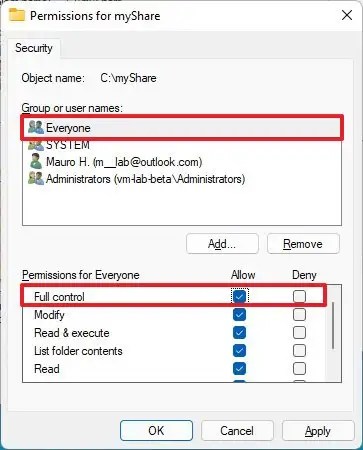 Permissions for myShare
Security
Object name: C:\myShare
Group or user names:
Everyone
SYSTEM
Mauro H. (m__lab@outlook.com)
Administrators (vm-lab-beta\Administrators)
Add... Remove
Permissions for Everyone Allow Deny
Full control
Modify
Read & execute
List folder contents
Read
OK Cancel Apply